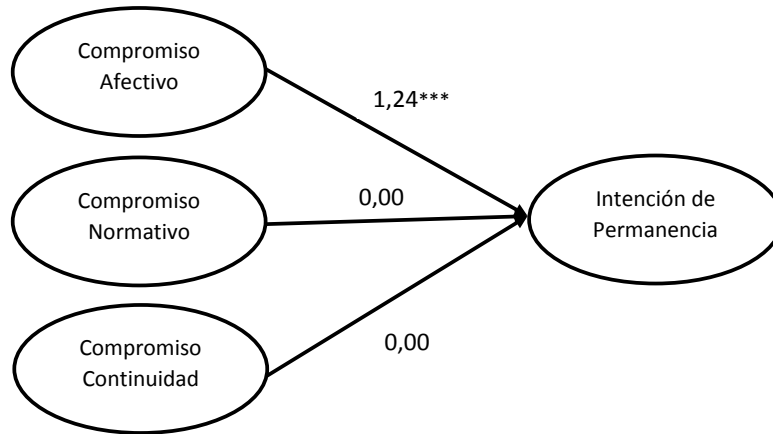 Compromiso
Afectivo
1,24***
Compromiso
Normativo
0,00
Intención de
Permanencia
Compromiso
Continuidad
0,00